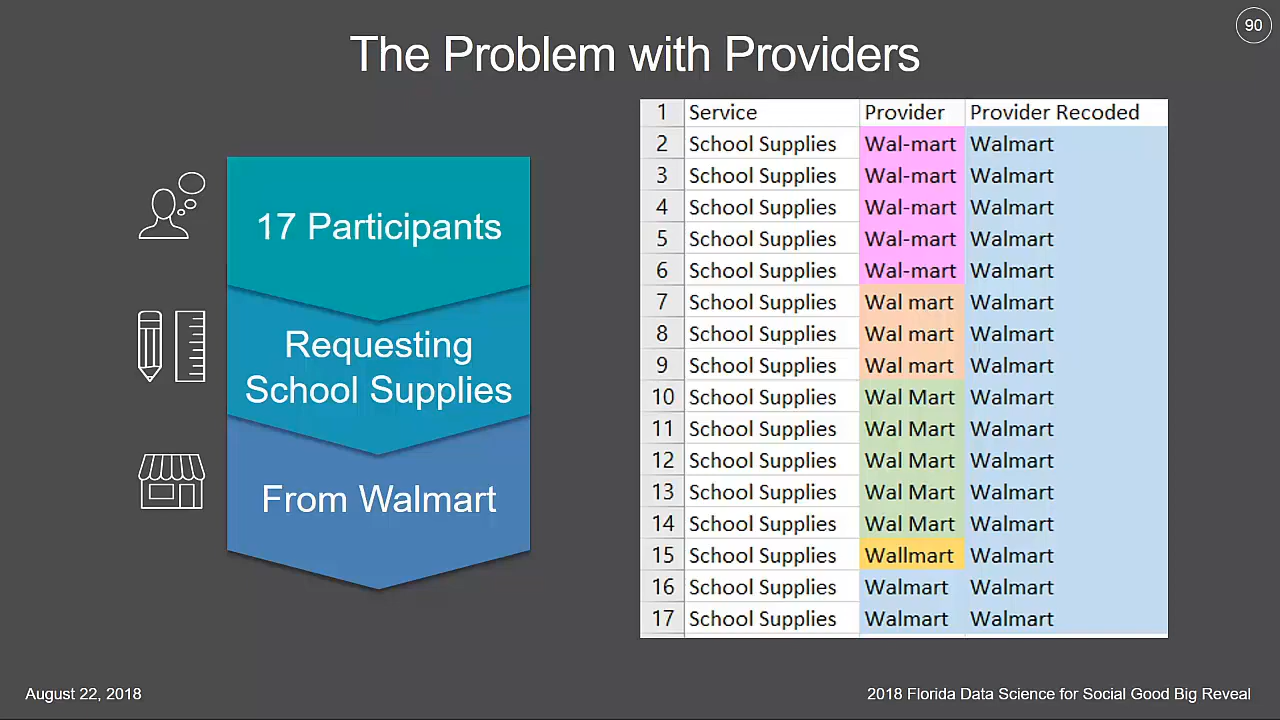 90
The Problem with Providers
17 Participants
Requesting
School Supplies
From Walmart
1 Service Provider Provider Recoded
2 School Supplies Wal-mart Walmart
3 School Supplies Wal-mart Walmart
4 School Supplies Wal-mart Walmart
5 School Supplies Wal-mart Walmart
6 School Supplies Wal-mart Walmart
7 School Supplies Wal mart Walmart
8 School Supplies Wal mart Walmart
9 School Supplies Wal mart Walmart
10 School Supplies Wal Mart Walmart
11 School Supplies Wal Mart Walmart
12 School Supplies Wal Mart Walmart
13 School Supplies Wal Mart Walmart
14 School Supplies Wal Mart Walmart
15 School Supplies Wallmart Walmart
16 School Supplies Walmart Walmart
17 School Supplies Walmart Walmart
August 22, 2018
2018 Florida Data Science for Social Good Big Reveal